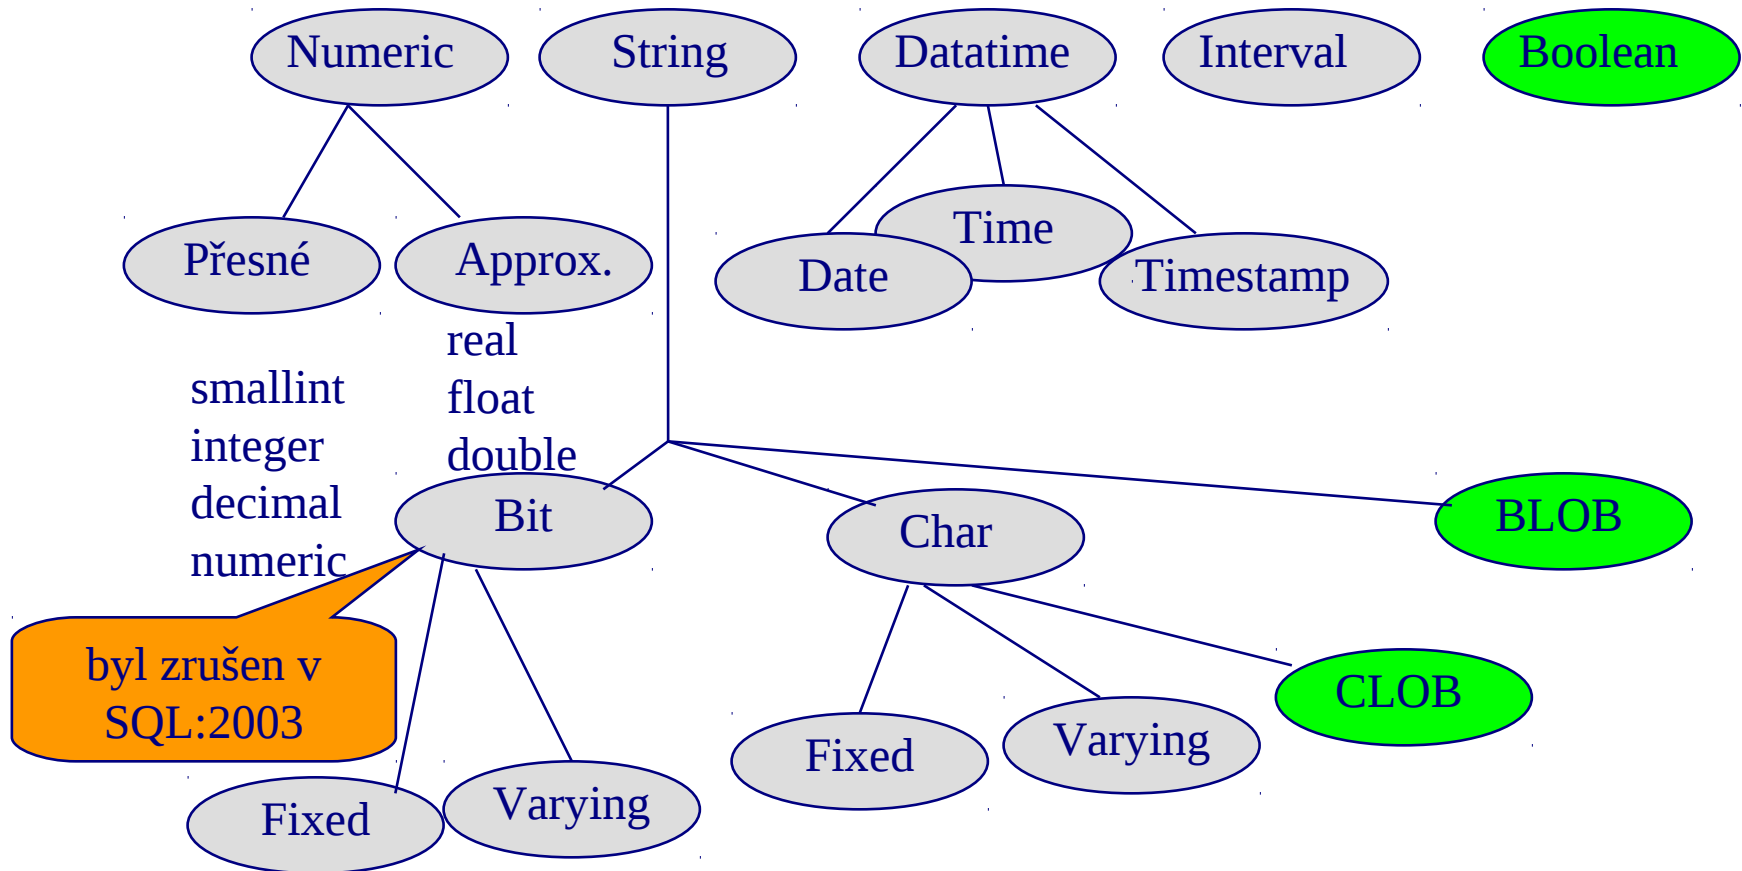 Numeric
String
Datatime
Interval
Boolean
Přesné
Approx.
Time
Date
Timestamp
real
float
double
smallint
integer
decimal
numeric
Bit
Char
BLOB
byl zrušen v
SQL:2003
CLOB
Fixed
Varying
Fixed
Varying